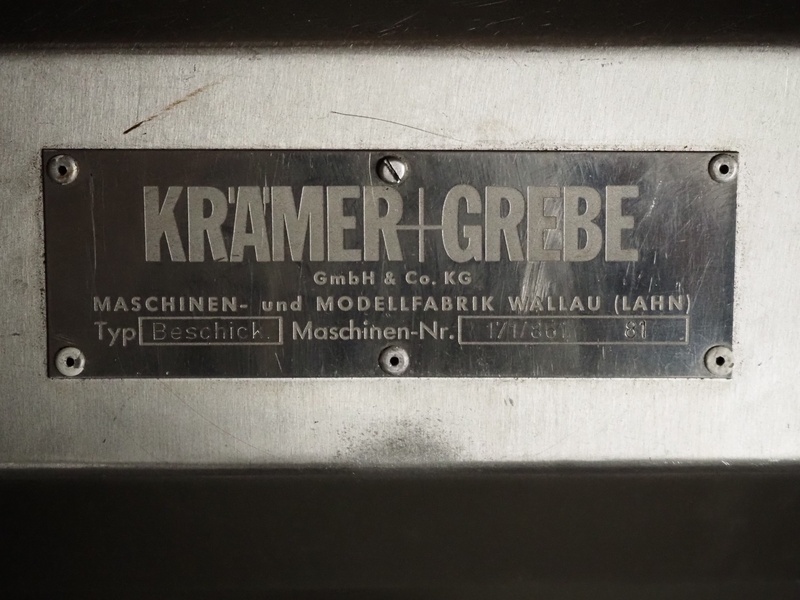 KRÄMER+GREBE
GmbH & Co. KG
MASCHINEN- und MODELLFABRIK WALLAU (LAHN)
Typ Beschick. Maschinen-Nr. 81